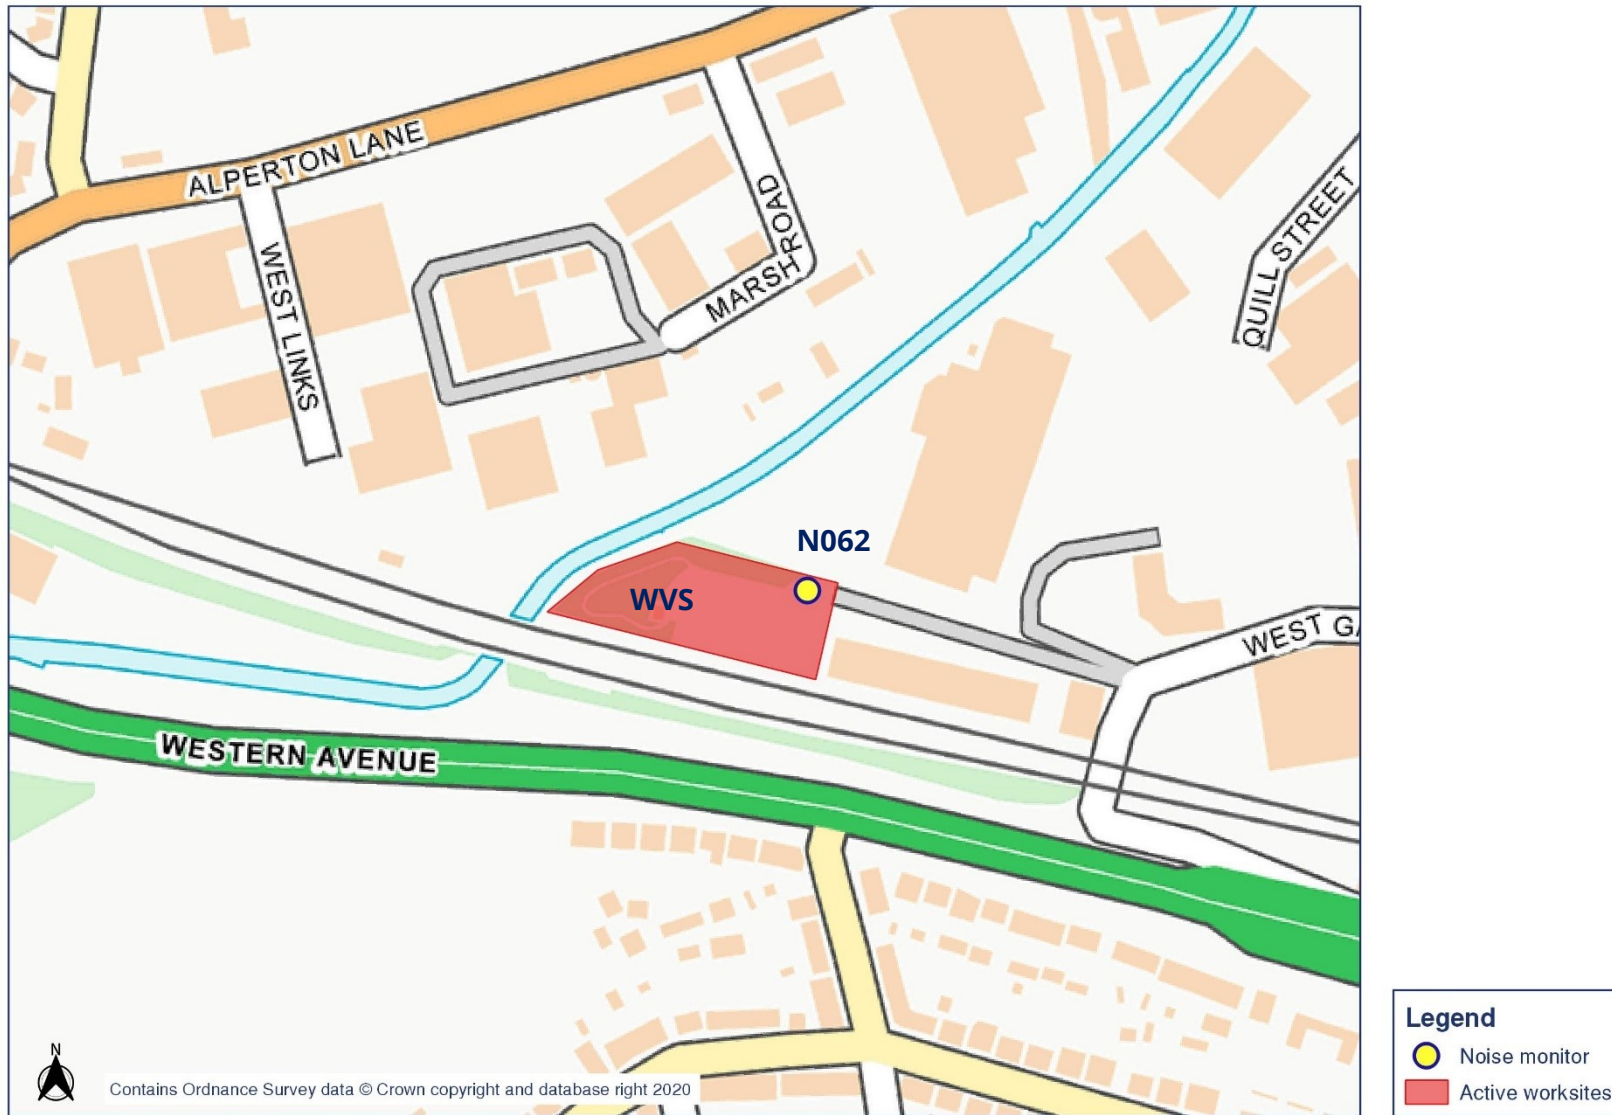 ALPERTON LANE
WEST LINKS
MARSH ROAD
QUILL STREET
N062
WVS
WEST GA
WESTERN AVENUE
N
Contains Ordnance Survey data © Crown copyright and database right 2020
Legend
Noise monitor
Active worksites